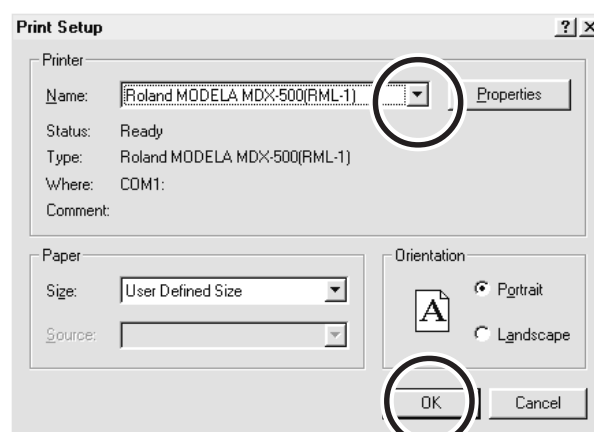 Print Setup
Printer
Name: Roland MODELA MDX-500(RML-1) Properties
Status: Ready
Type: Roland MODELA MDX-500(RML-1)
Where: COM1:
Comment:
Paper
Size: User Defined Size
Source:
Orientation
A
Portrait
Landscape
OK Cancel